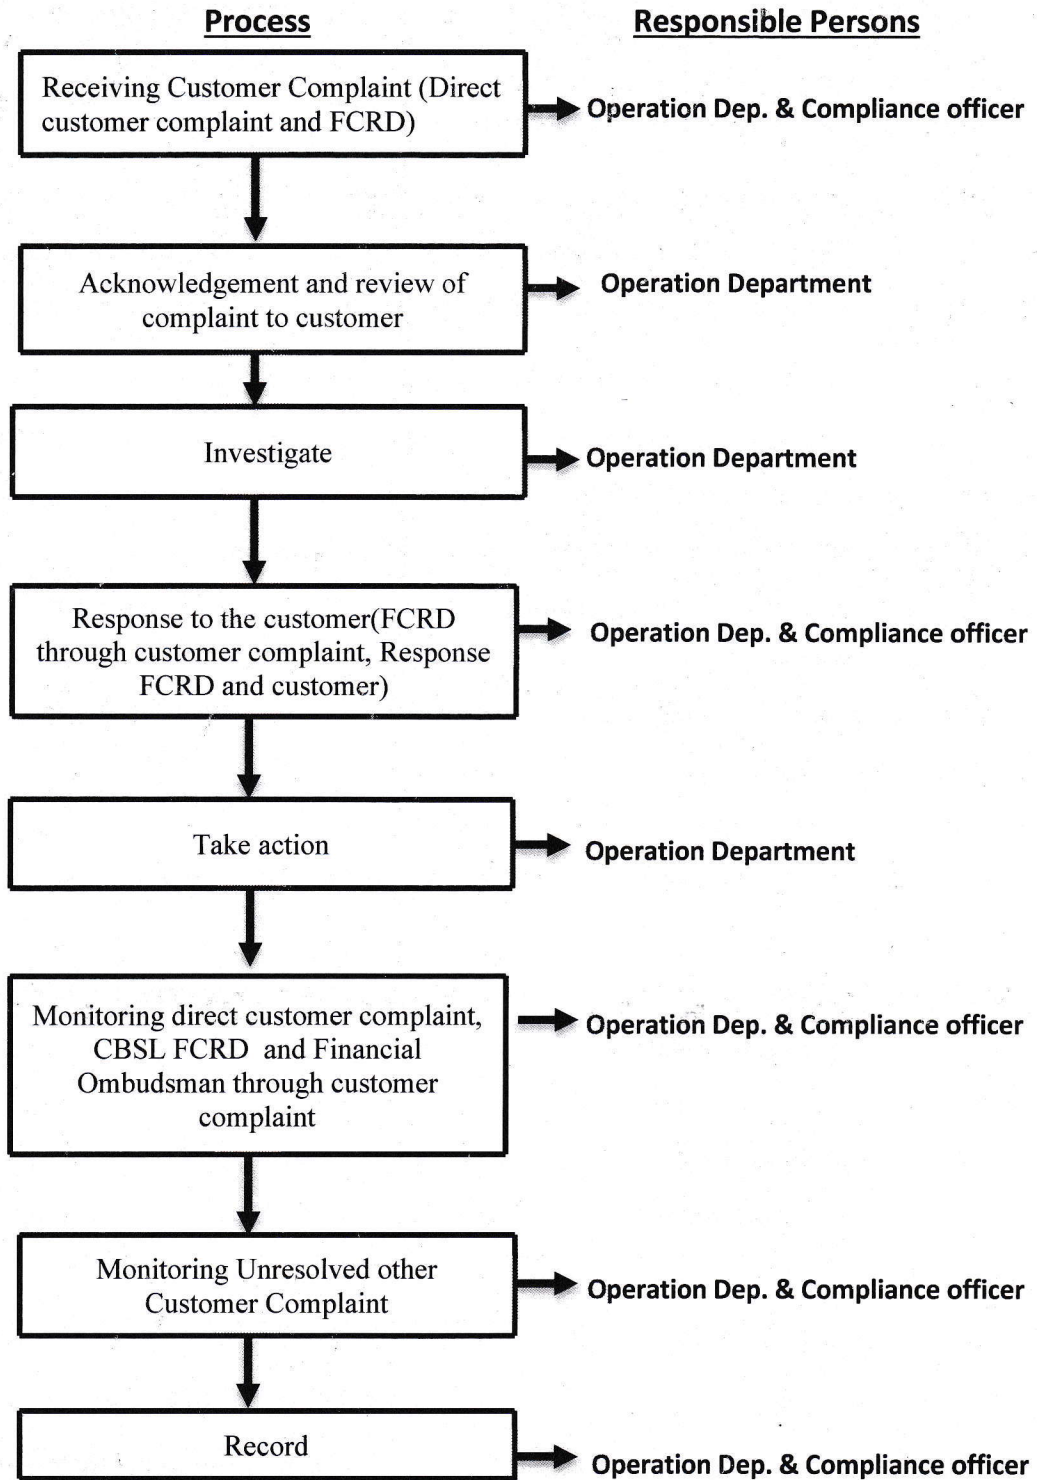 Process Responsible Persons
Receiving Customer Complaint (Direct
customer complaint and FCRD)
Operation Dep. & Compliance officer
Acknowledgement and review of
complaint to customer
Operation Department
Investigate
Operation Department
Response to the customer(FCRD
through customer complaint, Response
FCRD and customer)
Operation Dep. & Compliance officer
Take action
Operation Department
Monitoring direct customer complaint,
CBSL FCRD and Financial
Ombudsman through customer
complaint
Operation Dep. & Compliance officer
Monitoring Unresolved other
Customer Complaint
Operation Dep. & Compliance officer
Record
Operation Dep. & Compliance officer